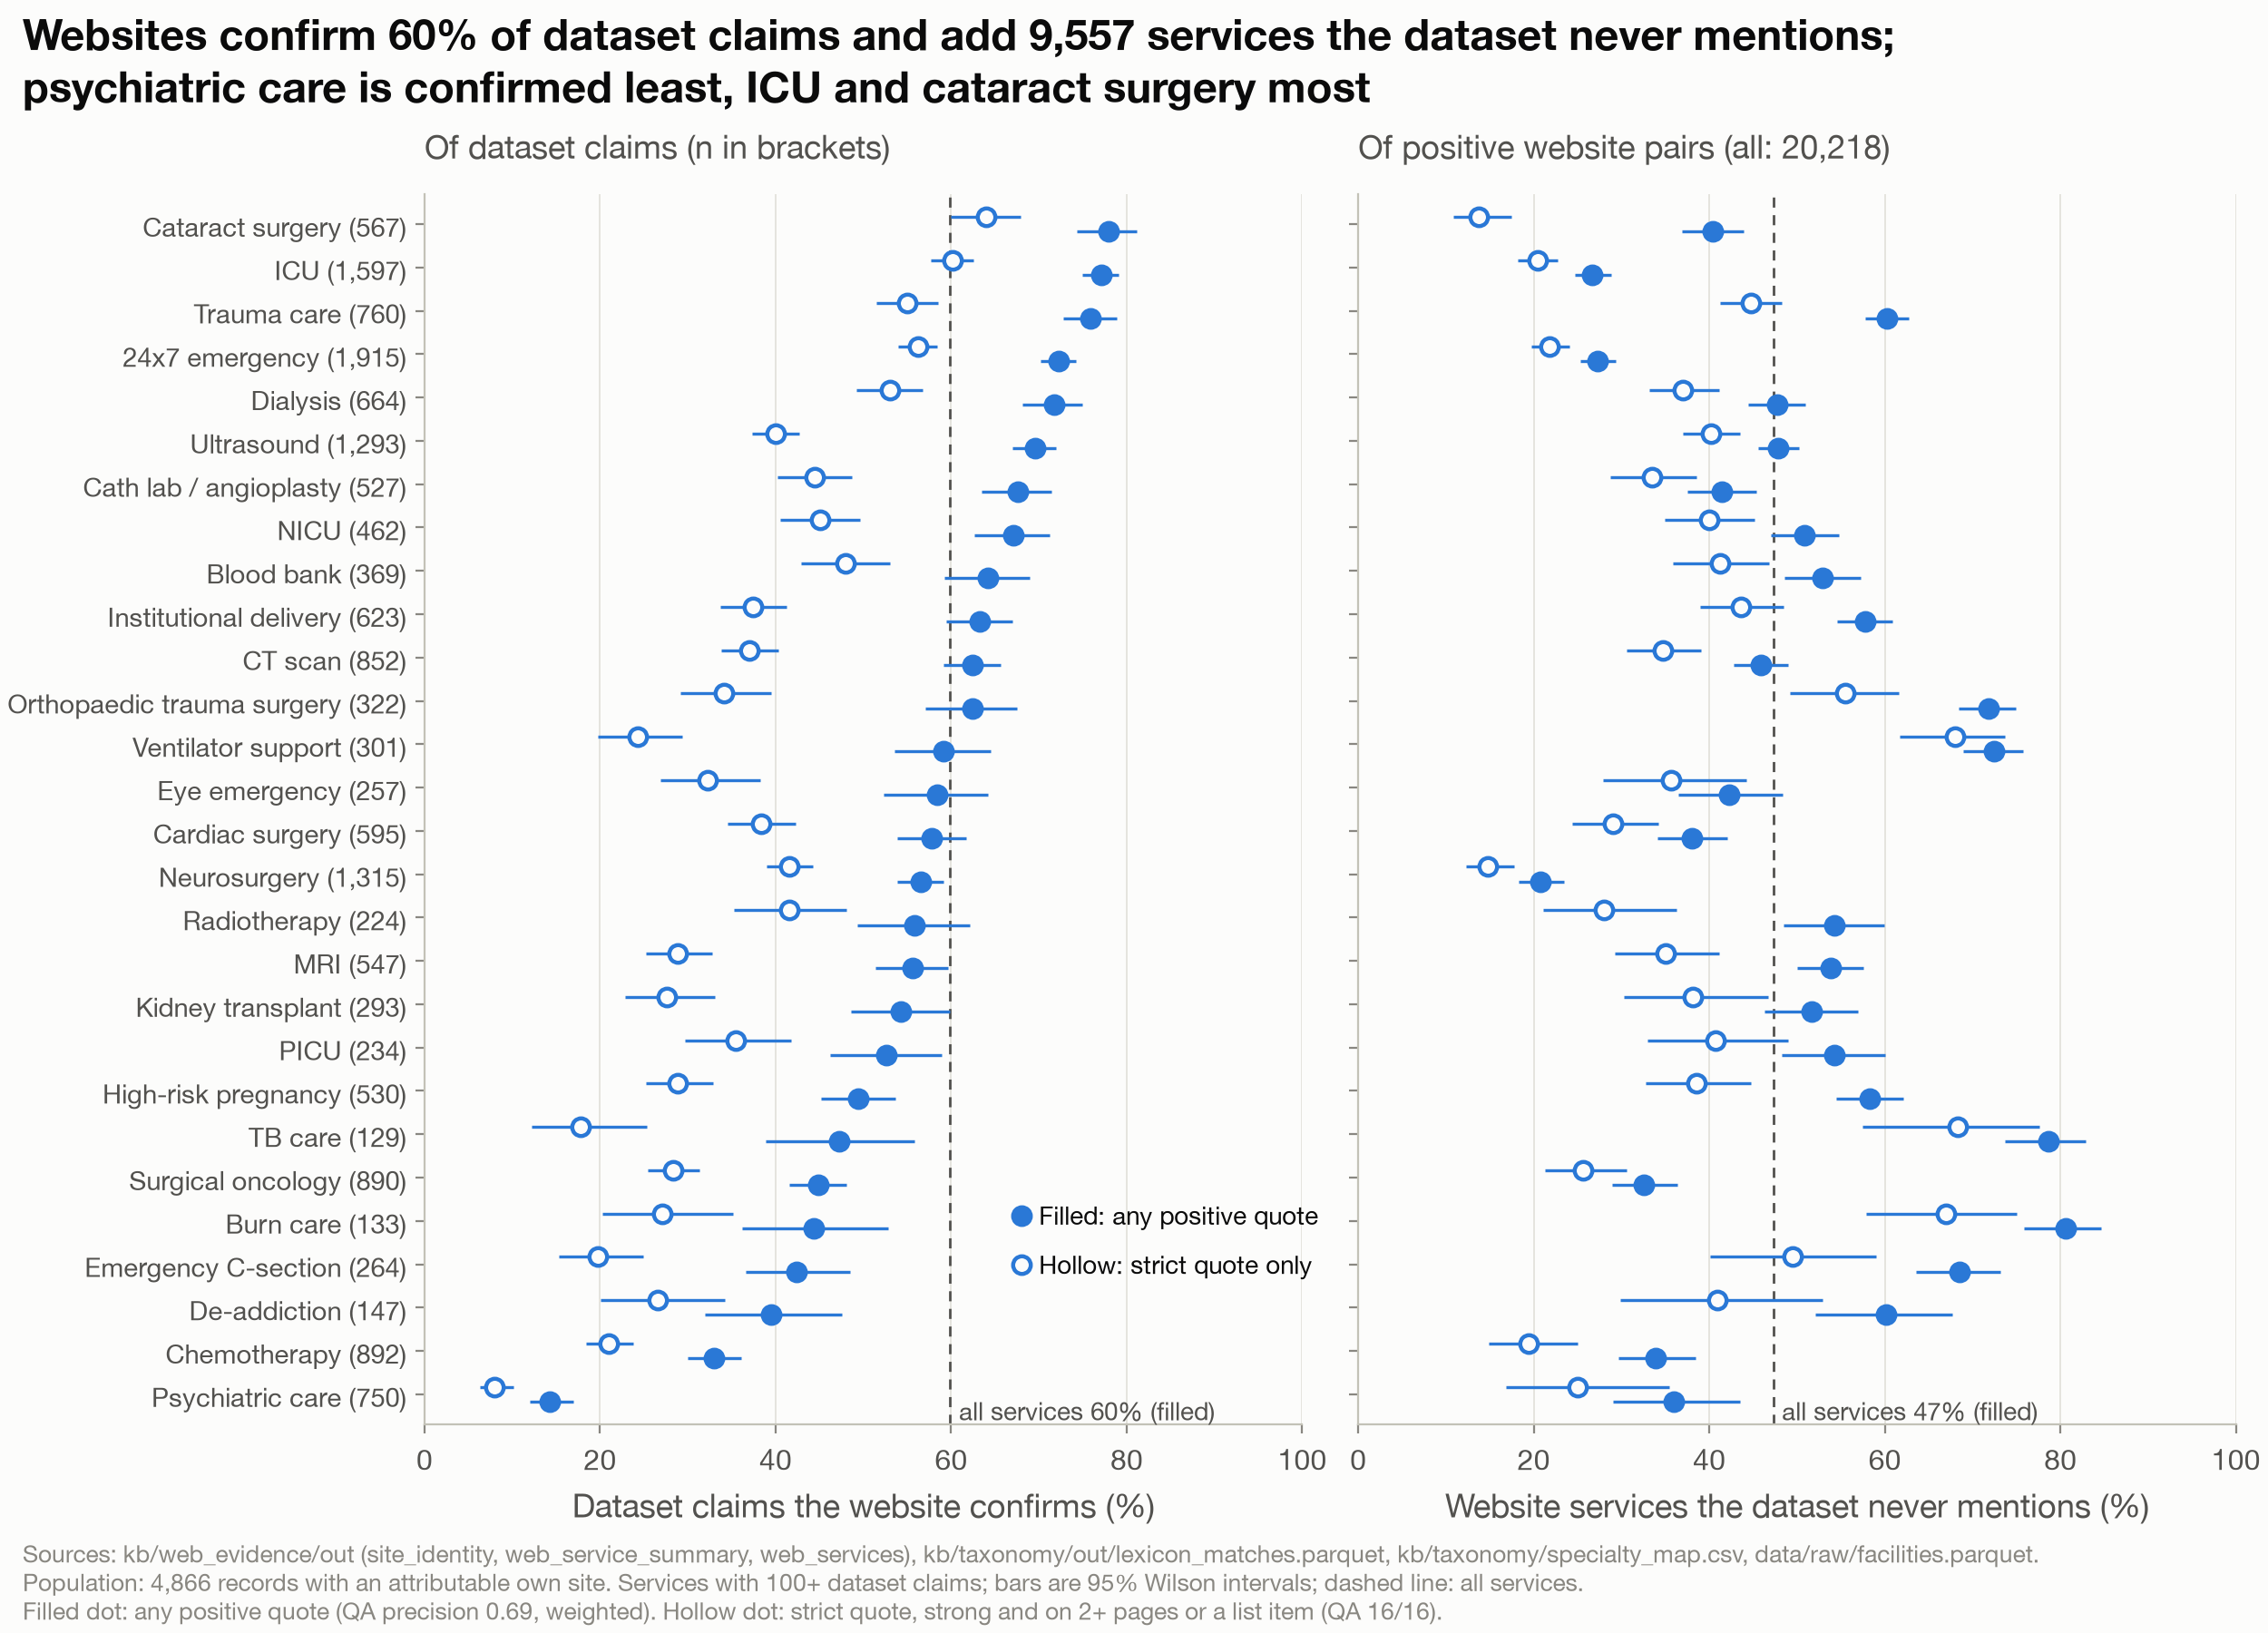 Websites confirm 60% of dataset claims and add 9,557 services the dataset never mentions;
psychiatric care is confirmed least, ICU and cataract surgery most
Of dataset claims (n in brackets)
Of positive website pairs (all: 20,218)
Cataract surgery (567)
ICU (1,597)
Trauma care (760)
24x7 emergency (1,915)
Dialysis (664)
Ultrasound (1,293)
Cath lab / angioplasty (527)
NICU (462)
Blood bank (369)
Institutional delivery (623)
CT scan (852)
Orthopaedic trauma surgery (322)
Ventilator support (301)
Eye emergency (257)
Cardiac surgery (595)
Neurosurgery (1,315)
Radiotherapy (224)
MRI (547)
Kidney transplant (293)
PICU (234)
High-risk pregnancy (530)
TB care (129)
Surgical oncology (890)
Burn care (133)
Emergency C-section (264)
De-addiction (147)
Chemotherapy (892)
Psychiatric care (750)
Filled: any positive quote
Hollow: strict quote only
all services 60% (filled)
all services 47% (filled)
0 20 40 60 80 100
0 20 40 60 80 100
Dataset claims the website confirms (%)
Website services the dataset never mentions (%)
Sources: kb/web_evidence/out (site_identity, web_service_summary, web_services), kb/taxonomy/out/lexicon_matches.parquet, kb/taxonomy/specialty_map.csv, data/raw/facilities.parquet.
Population: 4,866 records with an attributable own site. Services with 100+ dataset claims; bars are 95% Wilson intervals; dashed line: all services.
Filled dot: any positive quote (QA precision 0.69, weighted). Hollow dot: strict quote, strong and on 2+ pages or a list item (QA 16/16).